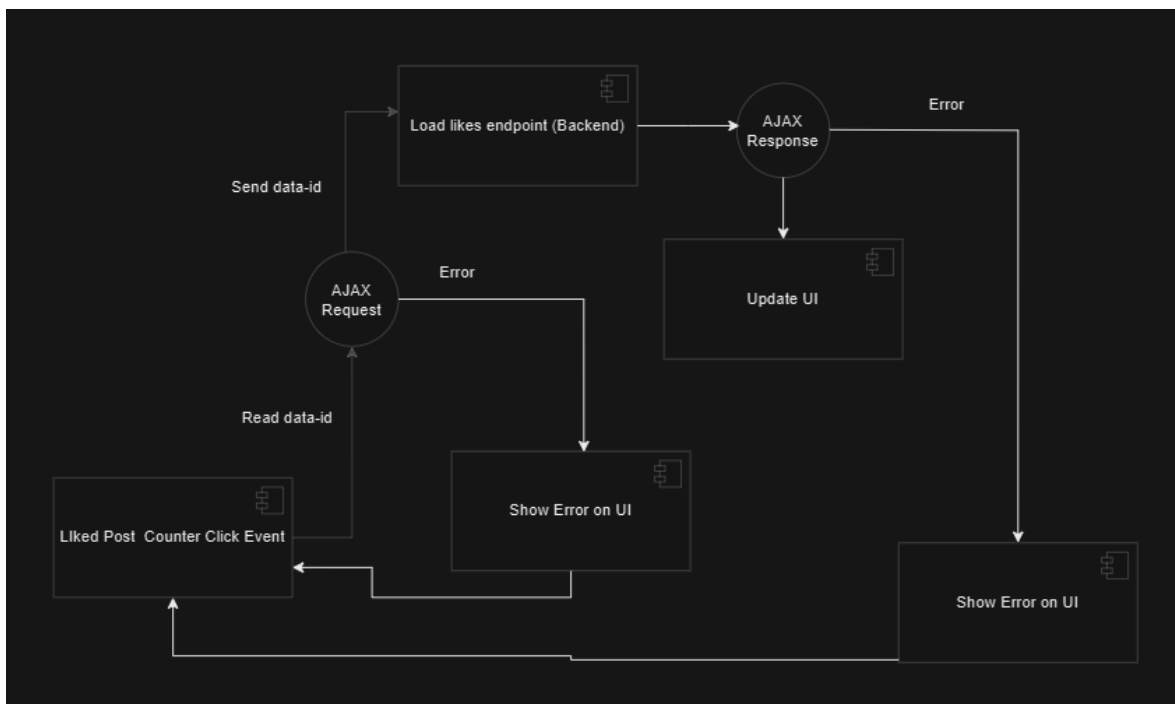 Load likes endpoint (Backend)
AJAX
Response
Error
Send data-id
AJAX
Request
Error
Update UI
Read data-id
LIked Post  Counter Click Event
Show Error on UI
Show Error on UI